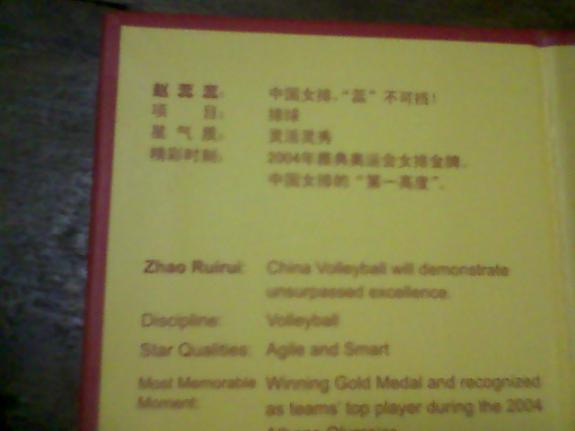 赵蕊蕊： 中国女排，“蕊”不可挡！
项 目： 排球
星 气 质： 灵活灵秀
精彩时刻： 2004年雅典奥运会女排金牌，
中国女排的“第一高度”。
Zhao Ruirui: China Volleyball will demonstrate
unsurpassed excellence.
Discipline: Volleyball
Star Qualities: Agile and Smart
Most Memorable Winning Gold Medal and recognized
Moment: as teams' top player during the 2004
Athens Olympics